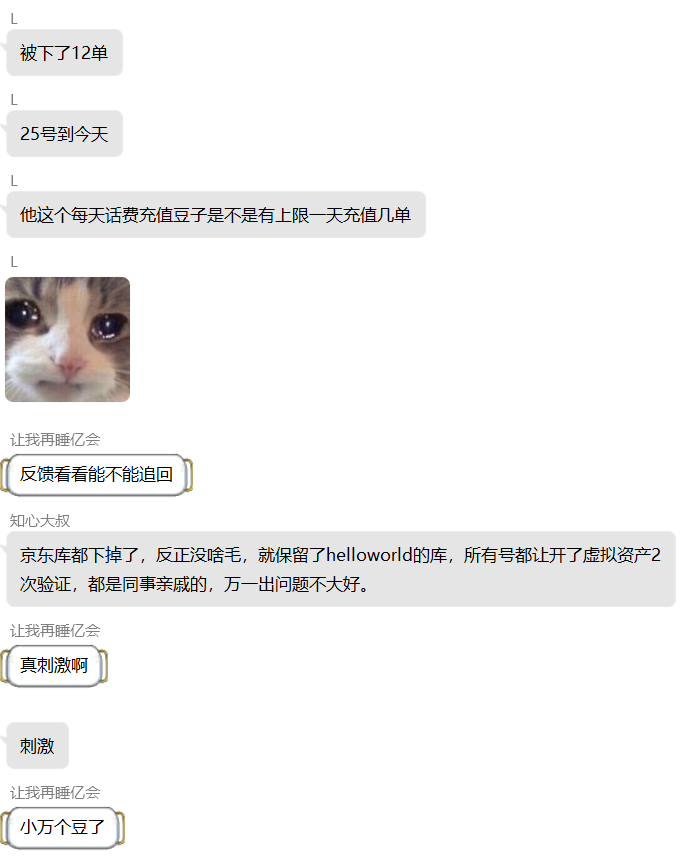 L
被下了12单
L
25号到今天
L
他这个每天话费充值豆子是不是有上限一天充值几单
L
让我再睡亿会
反馈看看能不能追回
知心大叔
京东库都下掉了，反正没啥毛，就保留了helloworld的库，所有号都让开了虚拟资产2
次验证，都是同事亲戚的，万一出问题不大好。
让我再睡亿会
真刺激啊
刺激
让我再睡亿会
小万个豆了